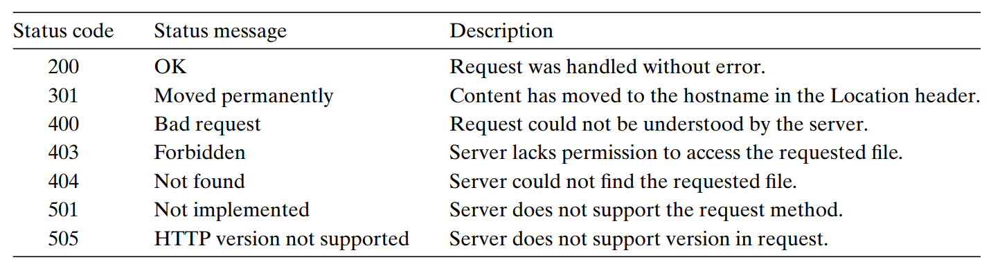 Status code Status message Description
200 OK Request was handled without error.
301 Moved permanently Content has moved to the hostname in the Location header.
400 Bad request Request could not be understood by the server.
403 Forbidden Server lacks permission to access the requested file.
404 Not found Server could not find the requested file.
501 Not implemented Server does not support the request method.
505 HTTP version not supported Server does not support version in request.